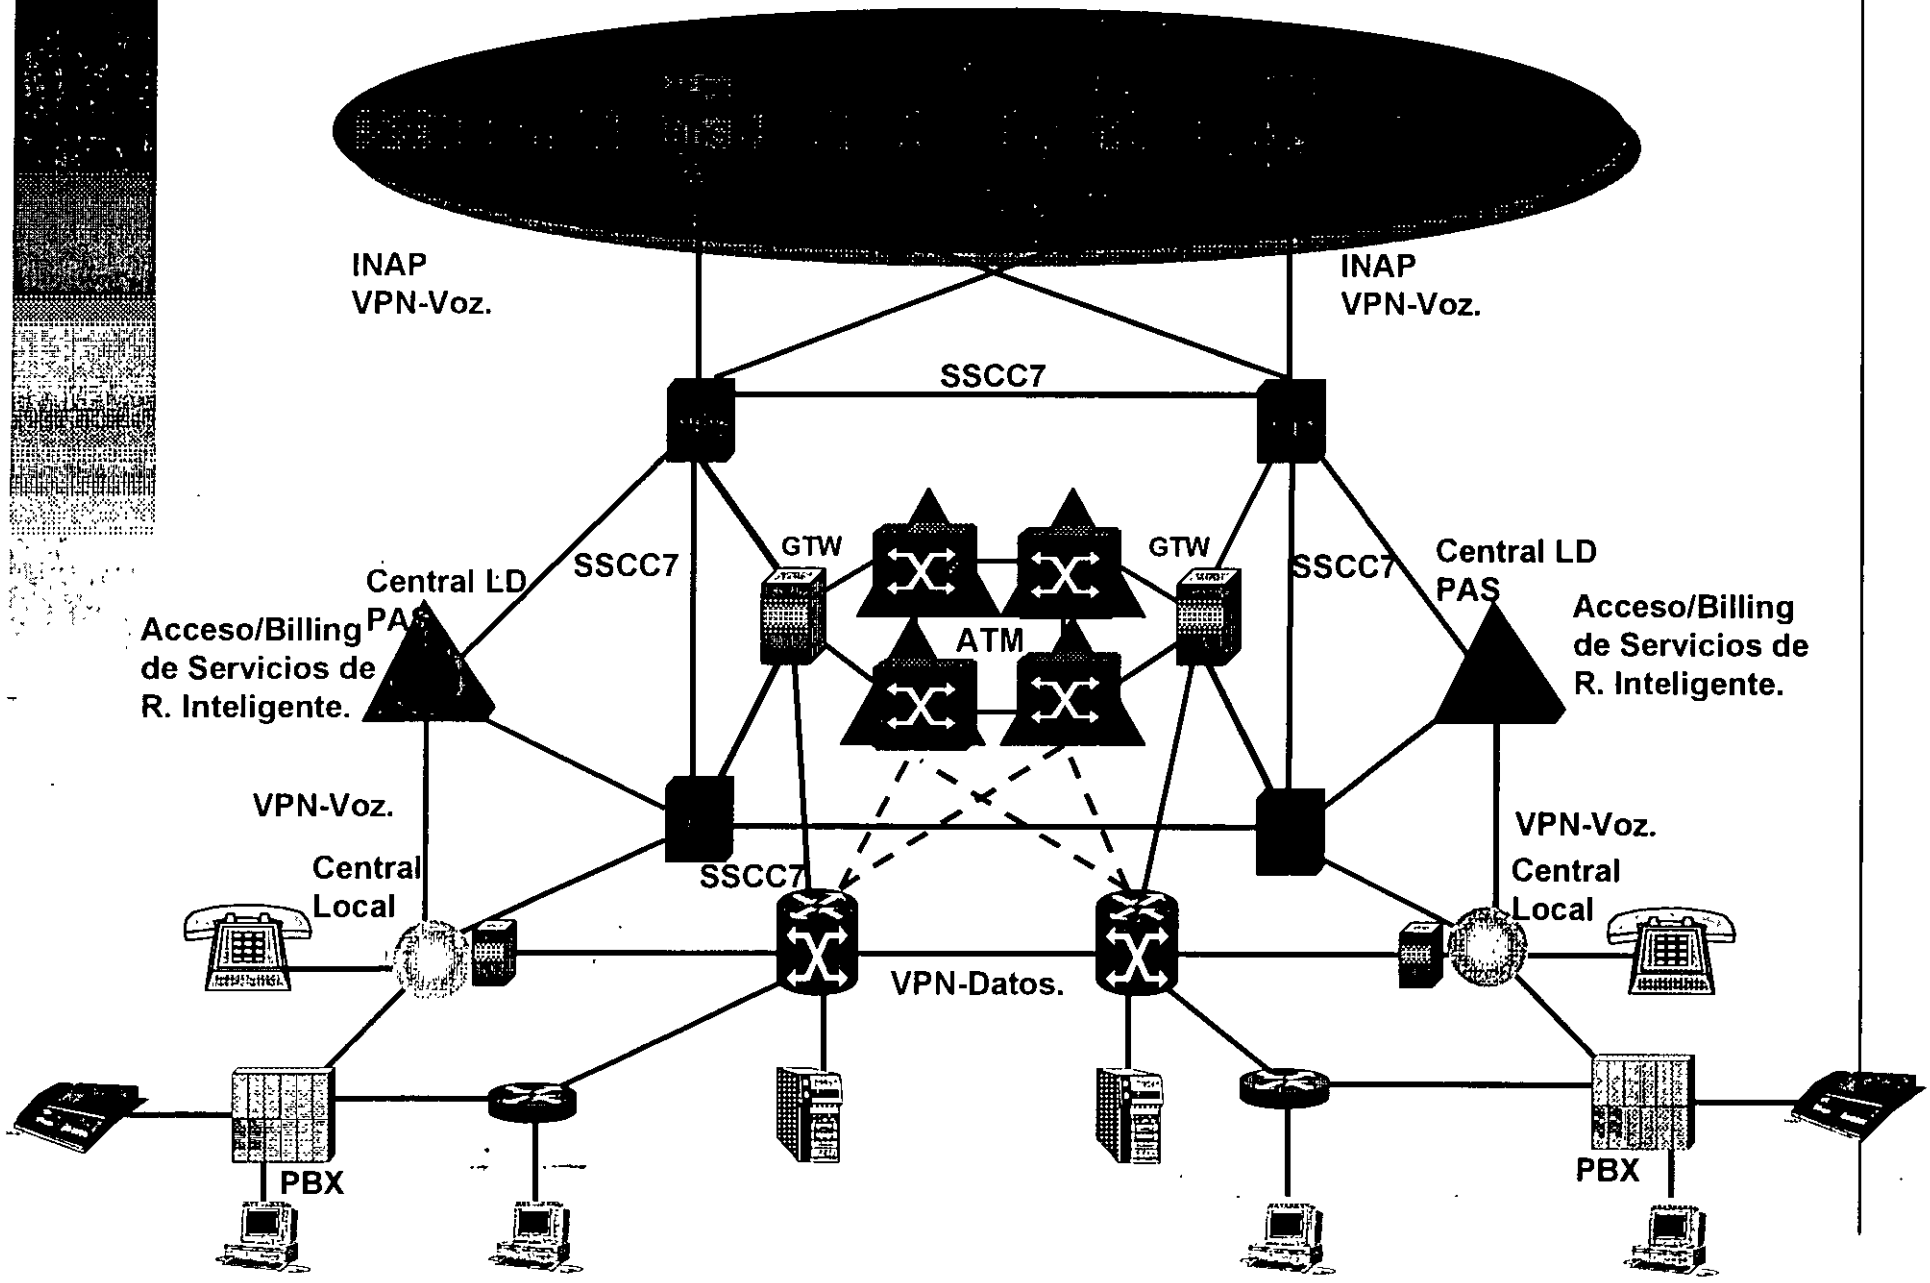 INAP
VPN-Voz.
INAP
VPN-Voz.
SSCC7
SSCC7
GTW
ATM
GTW
SSCC7
Central LD
PAS
Acceso/Billing
de Servicios de
R. Inteligente.
Central LD
PAS
Acceso/Billing
de Servicios de
R. Inteligente.
VPN-Voz.
VPN-Voz.
Central
Local
SSCC7
Central
Local
VPN-Datos.
PBX
PBX